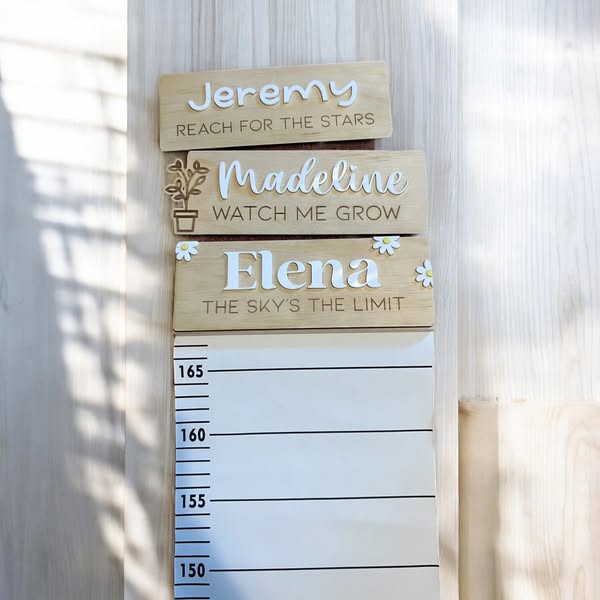 Jeremy
REACH FOR THE STARS
Madeline
WATCH ME GROW
Elena
THE SKY'S THE LIMIT
165
160
155
150